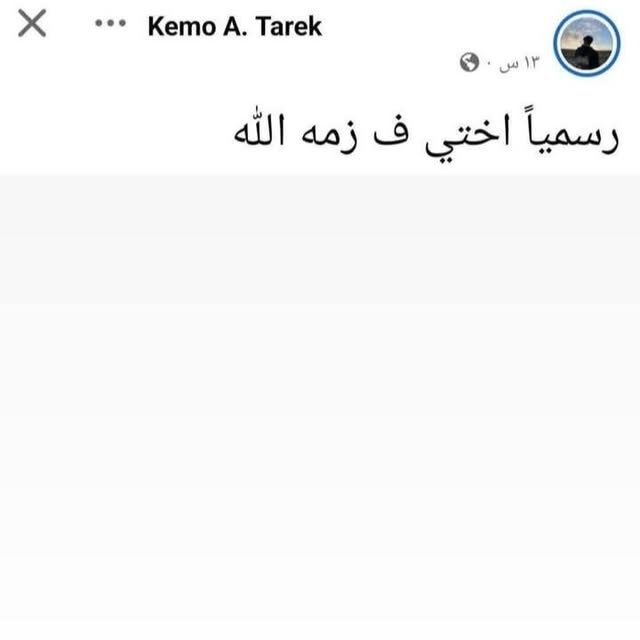 Kemo A. Tarek
١٣ س
رسمياً اختي ف زمه الله